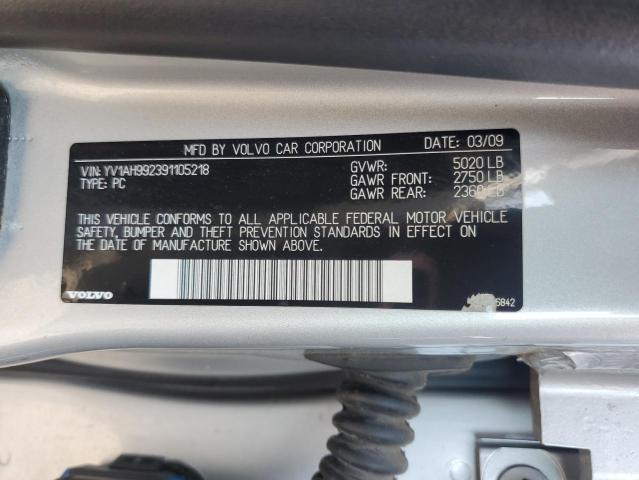 MFD BY VOLVO CAR CORPORATION DATE: 03/09
VIN: YV1AH992391105218 GVWR: 5020 LB
TYPE: PC GAWR FRONT: 2750 LB
GAWR REAR: 2360 LB
THIS VEHICLE CONFORMS TO ALL APPLICABLE FEDERAL MOTOR VEHICLE
SAFETY, BUMPER AND THEFT PREVENTION STANDARDS IN EFFECT ON
THE DATE OF MANUFACTURE SHOWN ABOVE.
VOLVO